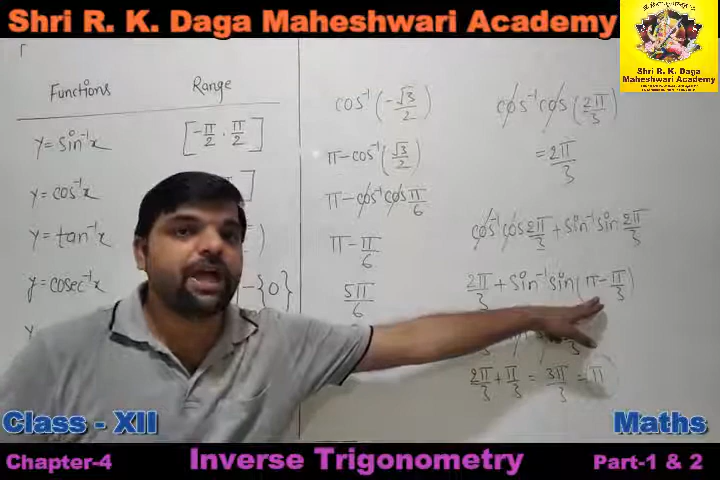 Shri R. K. Daga Maheshwari Academy
Shri R. K. Daga
Maheshwari Academy
Functions Range
y = sin⁻¹x [-π/2 . π/2]
y = cos⁻¹x π]
y = tan⁻¹x )
y = cosec⁻¹x -{0}
y
cos⁻¹(-√3/2)
π - cos⁻¹(√3/2)
π - cos⁻¹cos π/6
π - π/6
5π/6
cos⁻¹cos(2π/3)
= 2π/3
cos⁻¹cos 2π/3 + sin⁻¹sin 2π/3
2π/3 + sin⁻¹sin(π - π/3)
2π/3 + π/3 = 3π/3 = π
Class - XII
Maths
Chapter-4
Inverse Trigonometry
Part-1 & 2